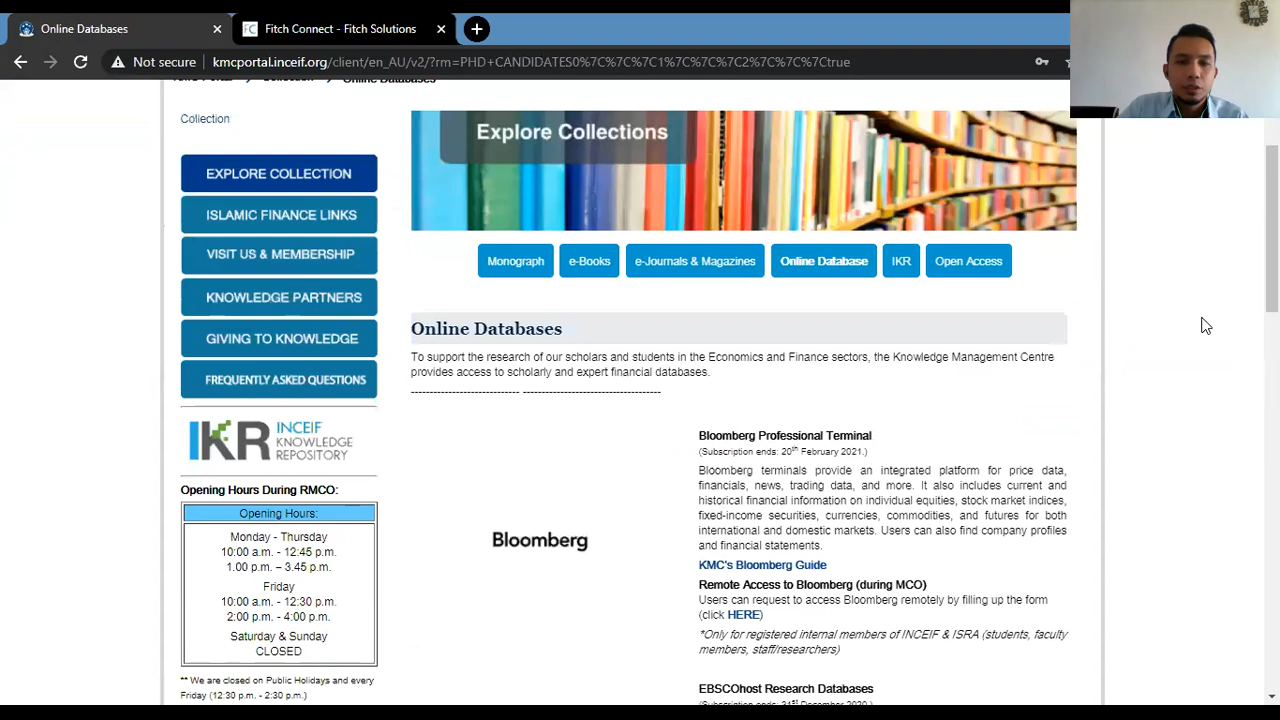 Online Databases
Fitch Connect - Fitch Solutions
Not secure
kmcportal.inceif.org/client/en_AU/v2/?rm=PHD+CANDIDATES0%7C%7C%7C1%7C%7C%7C2%7C%7C%7Ctrue
Online Databases
Collection
EXPLORE COLLECTION
ISLAMIC FINANCE LINKS
VISIT US & MEMBERSHIP
KNOWLEDGE PARTNERS
GIVING TO KNOWLEDGE
FREQUENTLY ASKED QUESTIONS
IKR INCEIF
KNOWLEDGE
REPOSITORY
Opening Hours During RMCO:
Opening Hours:
Monday - Thursday
10:00 a.m. - 12:45 p.m.
1.00 p.m. – 3.45 p.m.
Friday
10:00 a.m. - 12:30 p.m.
2:00 p.m. - 4:00 p.m.
Saturday & Sunday
CLOSED
** We are closed on Public Holidays and every
Friday (12:30 p.m. - 2:30 p.m.)
Explore Collections
Monograph
e-Books
e-Journals & Magazines
Online Database
IKR
Open Access
Online Databases
To support the research of our scholars and students in the Economics and Finance sectors, the Knowledge Management Centre
provides access to scholarly and expert financial databases.
---------------------------- -----------------------------------
Bloomberg
Bloomberg Professional Terminal
(Subscription ends: 20th February 2021.)
Bloomberg terminals provide an integrated platform for price data,
financials, news, trading data, and more. It also includes current and
historical financial information on individual equities, stock market indices,
fixed-income securities, currencies, commodities, and futures for both
international and domestic markets. Users can also find company profiles
and financial statements.
KMC's Bloomberg Guide
Remote Access to Bloomberg (during MCO)
Users can request to access Bloomberg remotely by filling up the form
(click HERE)
*Only for registered internal members of INCEIF & ISRA (students, faculty
members, staff/researchers)
EBSCOhost Research Databases
(Subscription ends: 31st December 2020.)